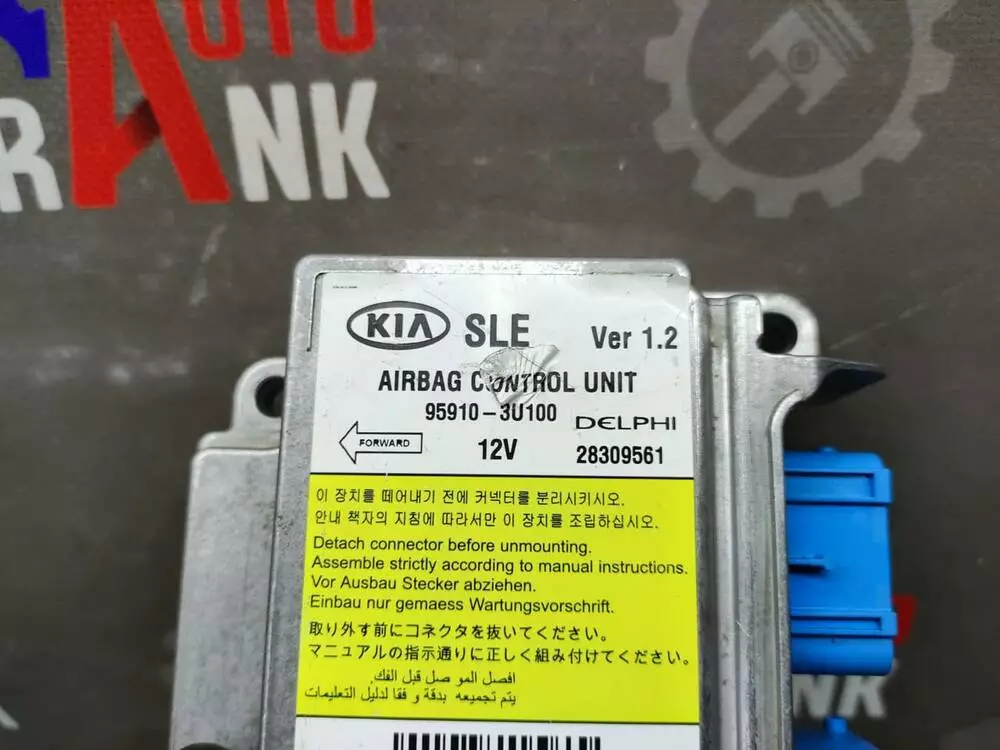 AUTO
RANK
KIA SLE Ver 1.2
AIRBAG CONTROL UNIT
95910-3U100 DELPHI
FORWARD 12V 28309561
이 장치를 떼어내기 전에 커넥터를 분리시키시오.
안내 책자의 지침에 따라서만 이 장치를 조립하십시오.
Detach connector before unmounting.
Assemble strictly according to manual instructions.
Vor Ausbau Stecker abziehen.
Einbau nur gemaess Wartungsvorschrift.
取り外す前にコネクタを抜いてください。
マニュアルの指示通りに正しく組み付けてください。
افصل المو صل قبل الفك.
يتم تجميعه بدقة و فقا لدليل التعليمات
NK